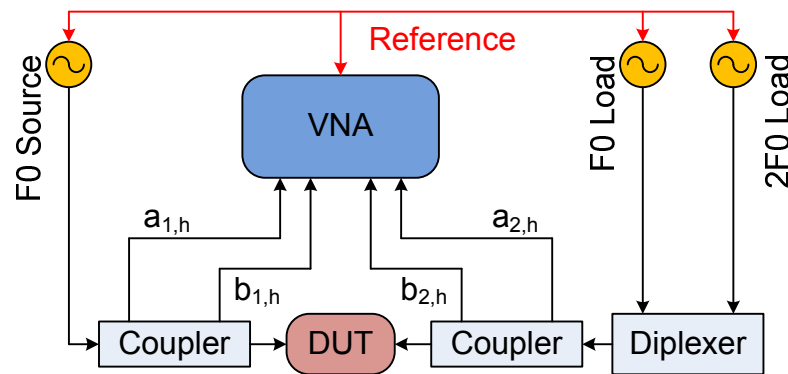 Reference
F0 Source
VNA
F0 Load
2F0 Load
a1,h
a2,h
b1,h
b2,h
Coupler
DUT
Coupler
Diplexer